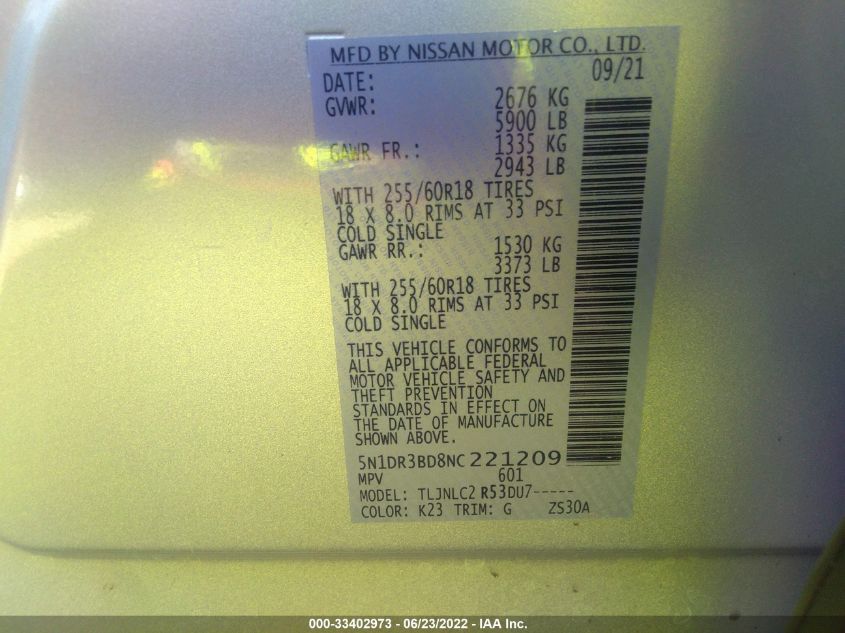 MFD BY NISSAN MOTOR CO., LTD.
DATE: 09/21
GVWR: 2676 KG
5900 LB
GAWR FR.: 1335 KG
2943 LB
WITH 255/60R18 TIRES
18 X 8.0 RIMS AT 33 PSI
COLD SINGLE
GAWR RR.: 1530 KG
3373 LB
WITH 255/60R18 TIRES
18 X 8.0 RIMS AT 33 PSI
COLD SINGLE
THIS VEHICLE CONFORMS TO
ALL APPLICABLE FEDERAL
MOTOR VEHICLE SAFETY AND
THEFT PREVENTION
STANDARDS IN EFFECT ON
THE DATE OF MANUFACTURE
SHOWN ABOVE.
5N1DR3BD8NC221209
MPV 601
MODEL: TLJNLC2 R53DU7-----
COLOR: K23 TRIM: G ZS30A
000-33402973 - 06/23/2022 - IAA Inc.